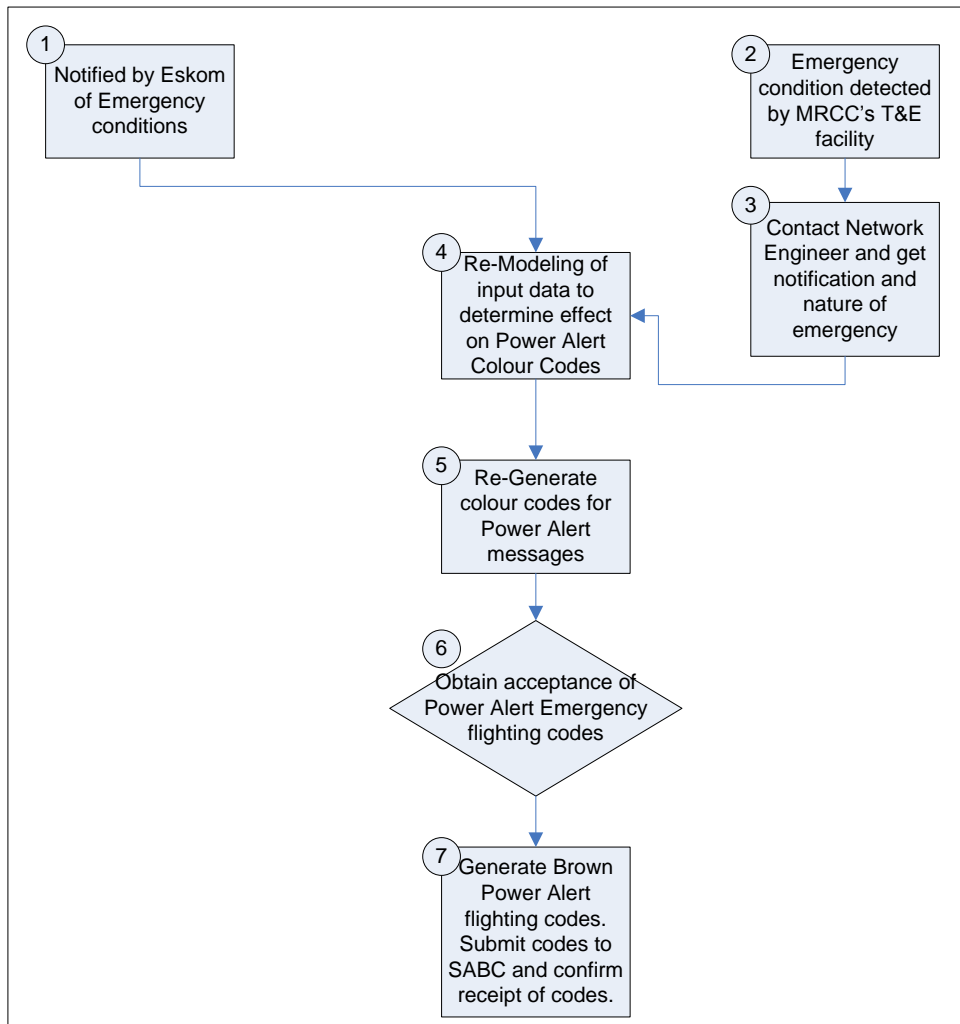 1
Notified by Eskom
of Emergency
conditions
2
Emergency
condition detected
by MRCC's T&E
facility
3
Contact Network
Engineer and get
notification and
nature of
emergency
4
Re-Modeling of
input data to
determine effect
on Power Alert
Colour Codes
5
Re-Generate
colour codes for
Power Alert
messages
6
Obtain acceptance of
Power Alert Emergency
flighting codes
7
Generate Brown
Power Alert
flighting codes.
Submit codes to
SABC and confirm
receipt of codes.